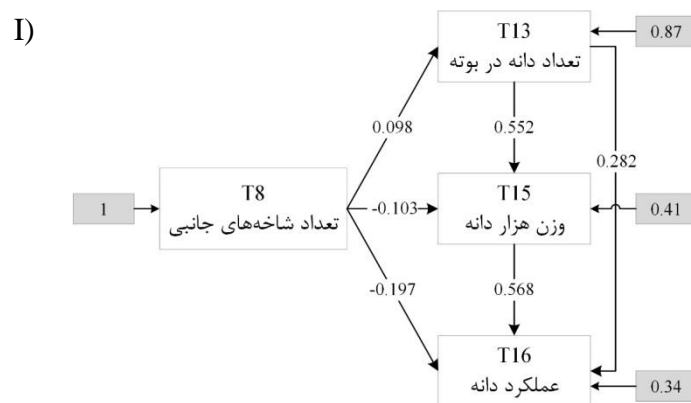 I)
T13
تعداد دانه در بوته
0.87
0.098
0.552
0.282
1
T8
تعداد شاخه‌های جانبی
-0.103
T15
وزن هزار دانه
0.41
-0.197
0.568
T16
عملکرد دانه
0.34